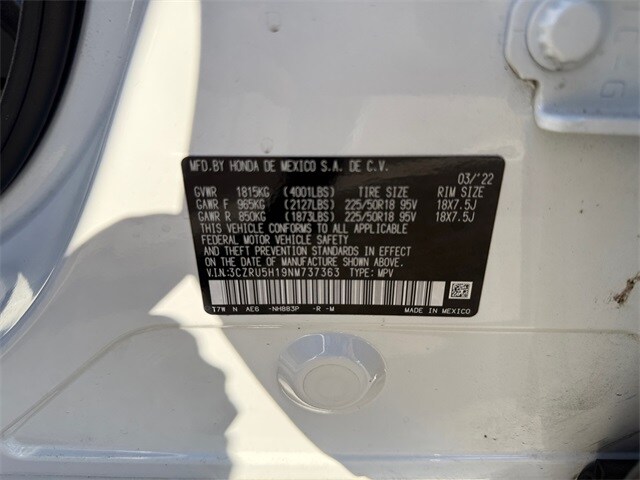 MFD.BY HONDA DE MEXICO S.A. DE C.V.
03/'22
GVWR 1815KG (4001LBS) TIRE SIZE RIM SIZE
GAWR F 965KG (2127LBS) 225/50R18 95V 18X7.5J
GAWR R 850KG (1873LBS) 225/50R18 95V 18X7.5J
THIS VEHICLE CONFORMS TO ALL APPLICABLE
FEDERAL MOTOR VEHICLE SAFETY, BUMPER,
AND THEFT PREVENTION STANDARDS IN EFFECT
ON THE DATE OF MANUFACTURE SHOWN ABOVE.
V.I.N:3CZRU5H19NM737363 TYPE: MPV
T7W N AE6 -NH883P -R -M MADE IN MEXICO